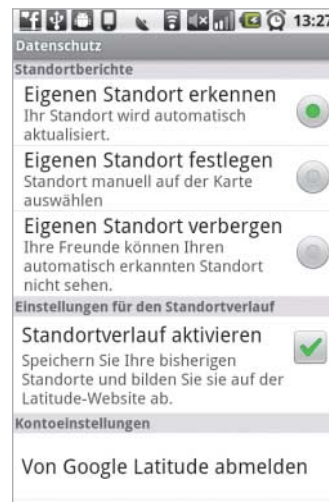 13:27
Datenschutz
Standortberichte
Eigenen Standort erkennen
Ihr Standort wird automatisch
aktualisiert.
Eigenen Standort festlegen
Standort manuell auf der Karte
auswählen
Eigenen Standort verbergen
Ihre Freunde können Ihren
automatisch erkannten Standort
nicht sehen.
Einstellungen für den Standortverlauf
Standortverlauf aktivieren
Speichern Sie Ihre bisherigen
Standorte und bilden Sie sie auf der
Latitude-Website ab.
Kontoeinstellungen
Von Google Latitude abmelden